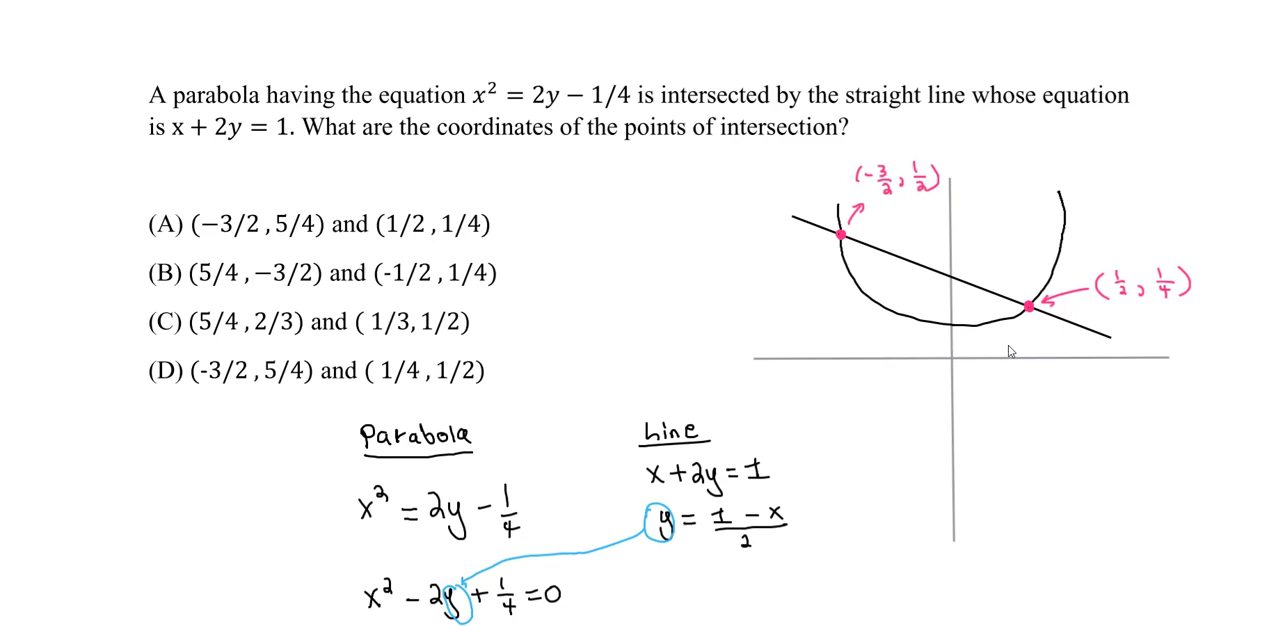 A parabola having the equation x² = 2y − 1/4 is intersected by the straight line whose equation
is x + 2y = 1. What are the coordinates of the points of intersection?
(-3/2, 1/2)
(A) (−3/2 , 5/4) and (1/2 , 1/4)
(B) (5/4 , −3/2) and (-1/2 , 1/4)
(1/2, 1/4)
(C) (5/4 , 2/3) and ( 1/3, 1/2)
(D) (-3/2 , 5/4) and ( 1/4 , 1/2)
Parabola
Line
x + 2y = 1
x² = 2y - 1/4
y = 1 - x / 2
x² - 2y + 1/4 = 0